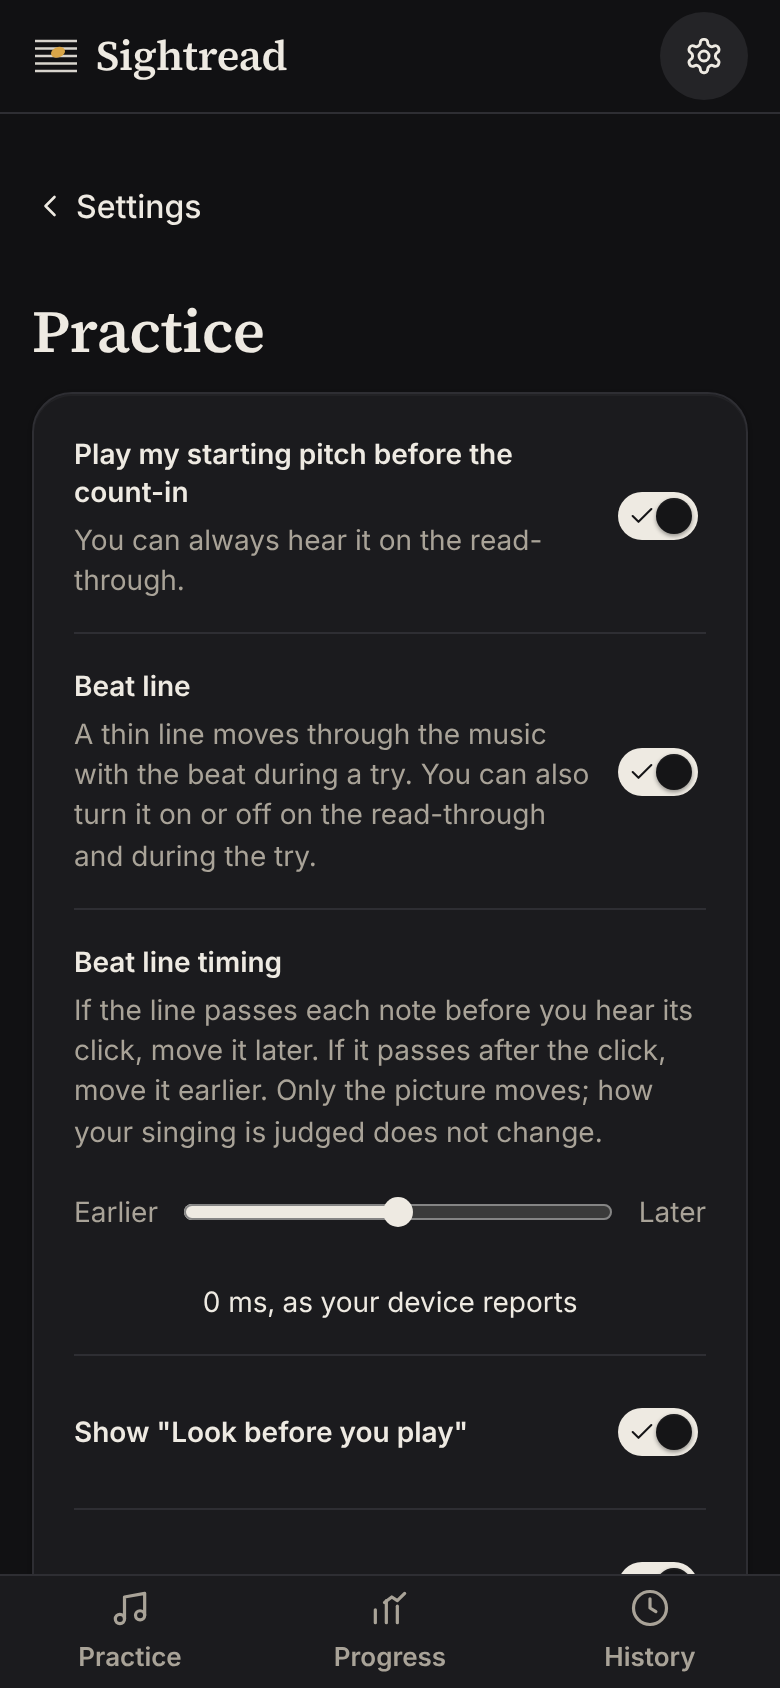 Sightread
Settings
Practice
Play my starting pitch before the
count-in
You can always hear it on the read-
through.
Beat line
A thin line moves through the music
with the beat during a try. You can also
turn it on or off on the read-through
and during the try.
Beat line timing
If the line passes each note before you hear its
click, move it later. If it passes after the click,
move it earlier. Only the picture moves; how
your singing is judged does not change.
Earlier Later
0 ms, as your device reports
Show "Look before you play"
Practice Progress History